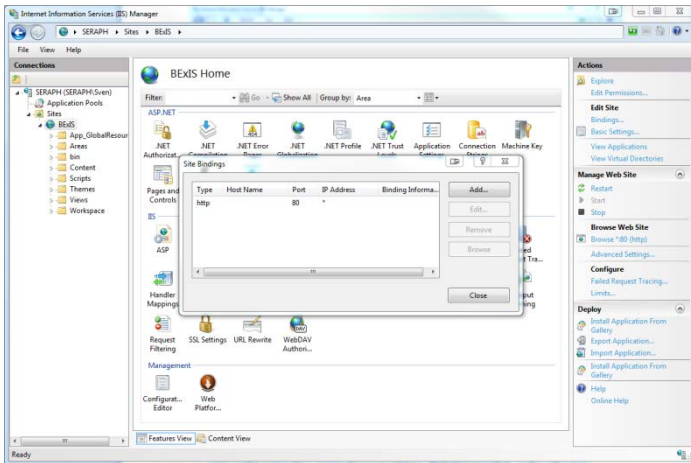 Internet Information Services (IIS) Manager
SERAPH
Sites
BExIS
File View Help
Connections
SERAPH (SERAPH\Sven)
Application Pools
Sites
BExIS
App_GlobalResour
Areas
bin
Content
Scripts
Themes
Views
Workspace
Ready
BExIS Home
Filter: Go Show All Group by: Area
ASP.NET
.NET Authorizat...
.NET Compilation
.NET Error Pages
.NET Globalization
.NET Profile
.NET Trust Levels
Application Settings
Connection Strings
Machine Key
Pages and Controls
Site Bindings
Type Host Name Port IP Address Binding Informa...
http 80 *
Add...
Edit...
Remove
Browse
Close
IIS
ASP
Handler Mappings
Request Filtering
SSL Settings
URL Rewrite
WebDAV Authori...
Management
Configurat... Editor
Web Platfor...
Features View Content View
Actions
Explore
Edit Permissions...
Edit Site
Bindings...
Basic Settings...
View Applications
View Virtual Directories
Manage Web Site
Restart
Start
Stop
Browse Web Site
Browse *:80 (http)
Advanced Settings...
Configure
Failed Request Tracing...
Limits...
Deploy
Install Application From
Gallery
Export Application...
Import Application...
Install Application From
Gallery
Help
Online Help